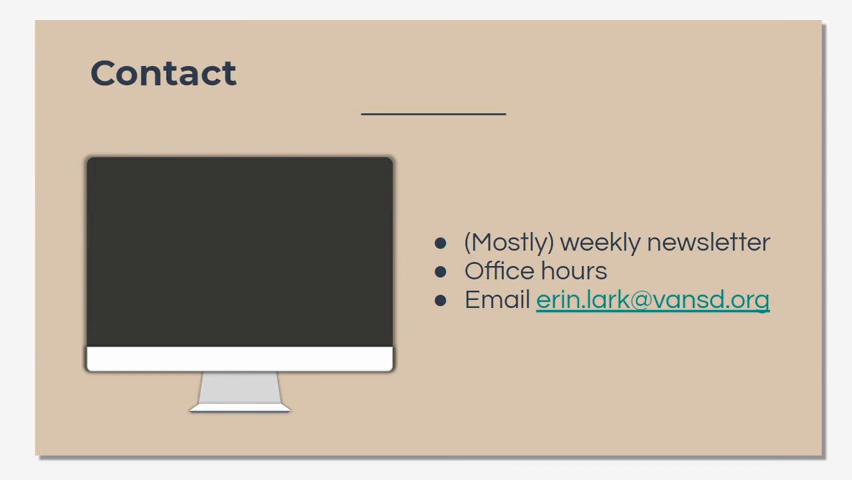 Contact
● (Mostly) weekly newsletter
● Office hours
● Email erin.lark@vansd.org